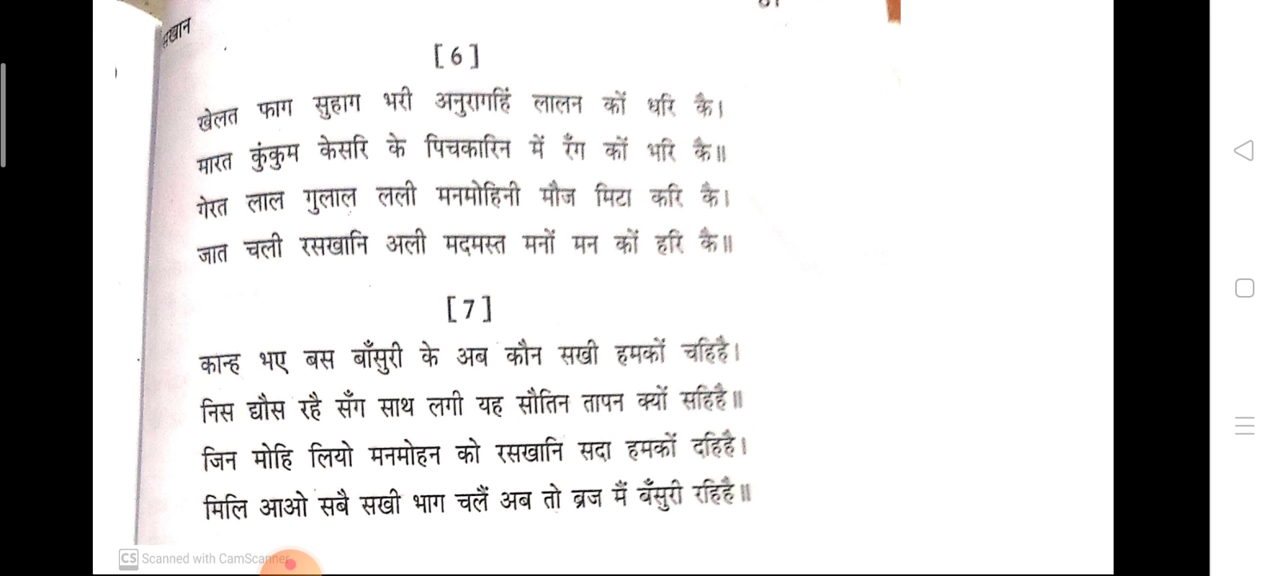 रसखान
[ 6 ]
खेलत फाग सुहाग भरी अनुरागहिं लालन कों धरि कै।
मारत कुंकुम केसरि के पिचकारिन में रँग कों भरि कै॥
गेरत लाल गुलाल लली मनमोहिनी मौज मिटा करि कै।
जात चली रसखानि अली मदमस्त मनों मन कों हरि कै॥
[ 7 ]
कान्ह भए बस बाँसुरी के अब कौन सखी हमकों चहिहै।
निस द्यौस रहै सँग साथ लगी यह सौतिन तापन क्यों सहिहै॥
जिन मोहि लियो मनमोहन को रसखानि सदा हमकों दहिहै।
मिलि आओ सबै सखी भाग चलैं अब तो ब्रज मैं बँसुरी रहिहै॥
CS Scanned with CamScanner